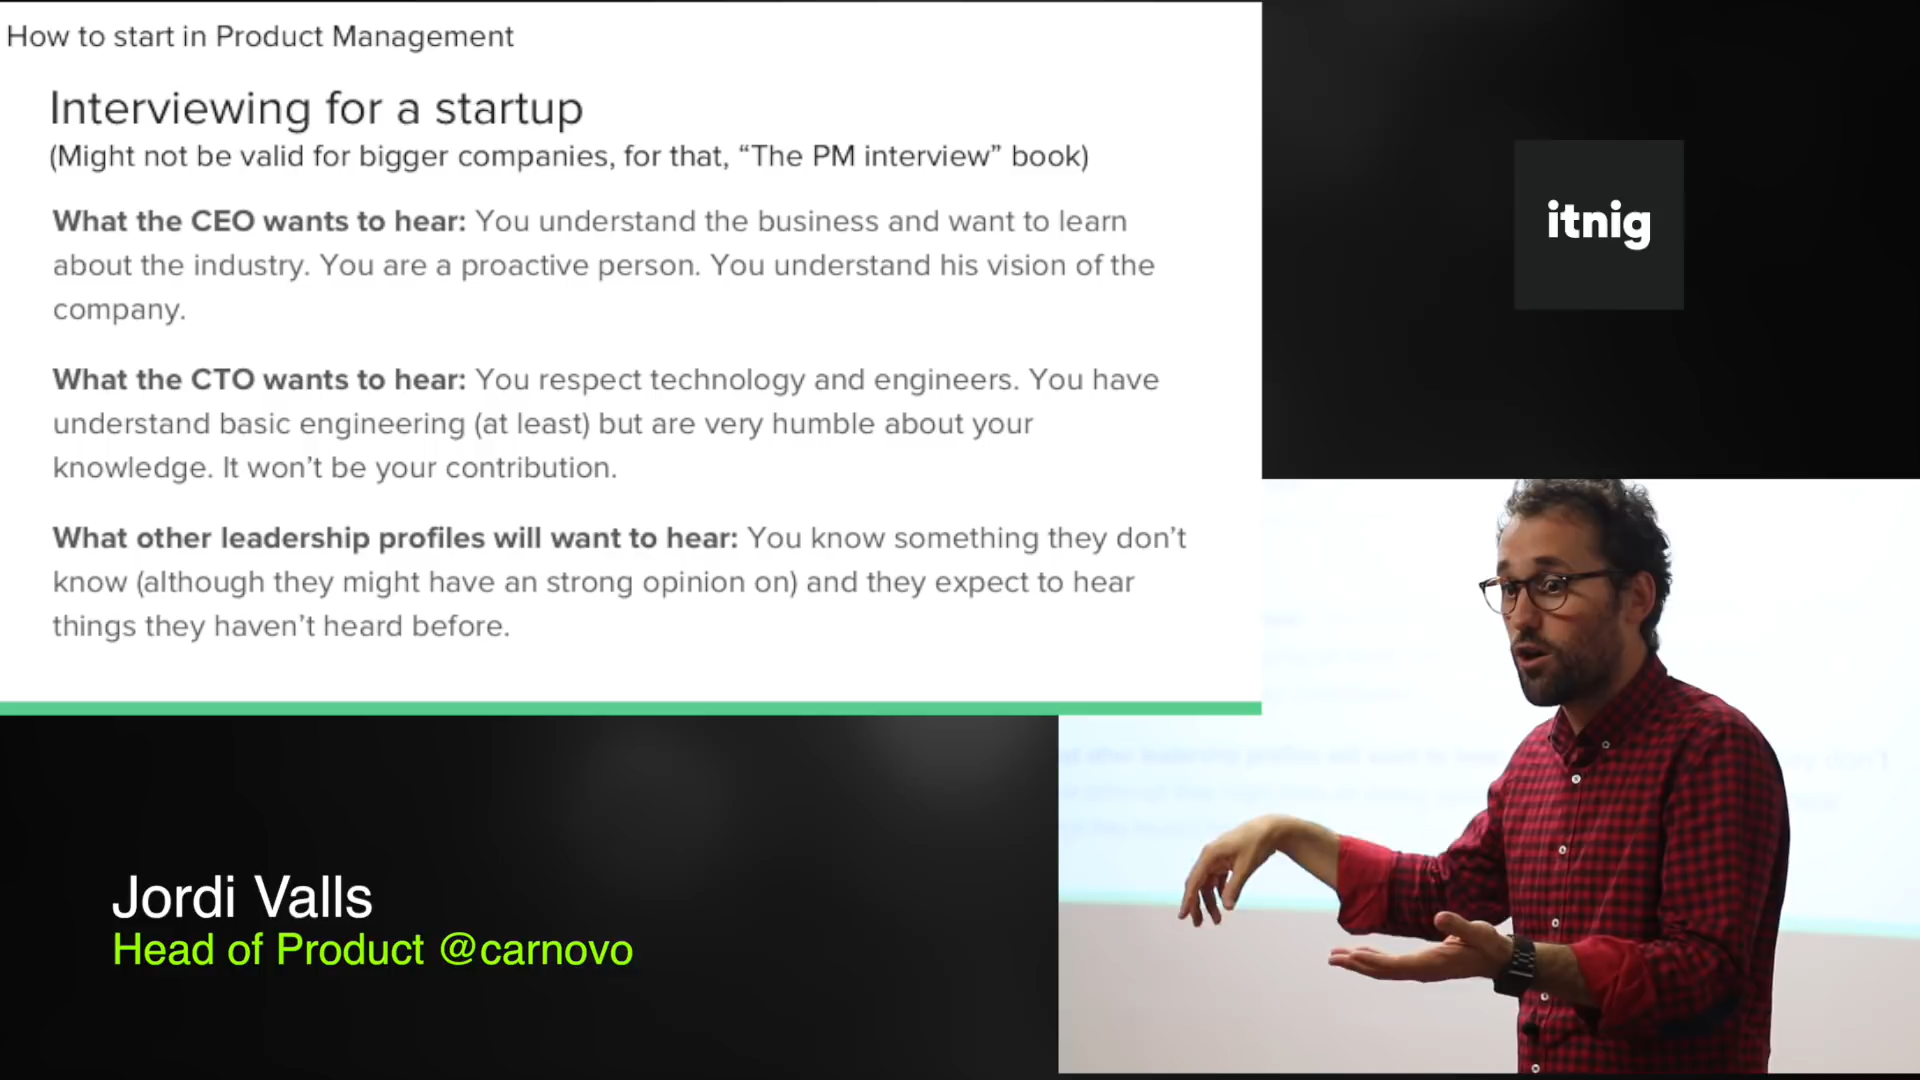 How to start in Product Management
Interviewing for a startup
(Might not be valid for bigger companies, for that, “The PM interview” book)
What the CEO wants to hear: You understand the business and want to learn
about the industry. You are a proactive person. You understand his vision of the
company.
What the CTO wants to hear: You respect technology and engineers. You have
understand basic engineering (at least) but are very humble about your
knowledge. It won’t be your contribution.
What other leadership profiles will want to hear: You know something they don’t
know (although they might have an strong opinion on) and they expect to hear
things they haven’t heard before.
itnig
Jordi Valls
Head of Product @carnovo